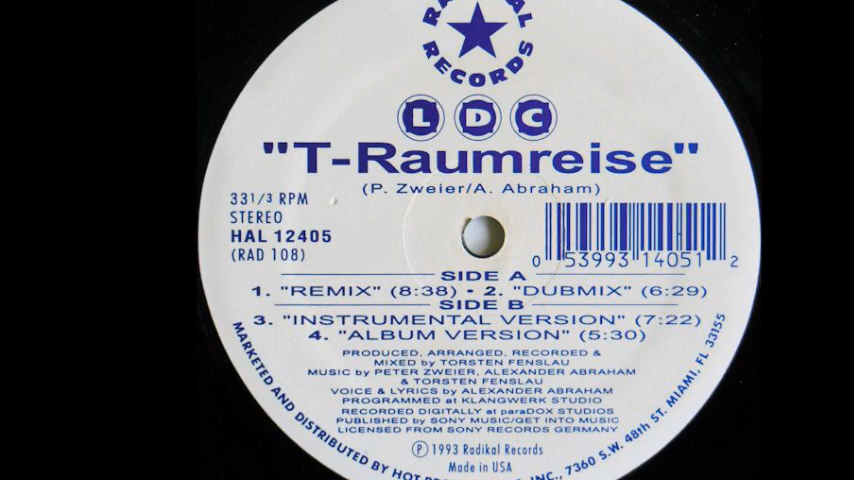 RECORDS
L D C
"T-Raumreise"
(P. Zweier/A. Abraham)
33 1/3 RPM
STEREO
HAL 12405
(RAD 108)
0 53993 14051 2
SIDE A
1. "REMIX" (8:38) - 2. "DUBMIX" (6:29)
SIDE B
3. "INSTRUMENTAL VERSION" (7:22)
4. "ALBUM VERSION" (5:30)
PRODUCED, ARRANGED, RECORDED &
MIXED by TORSTEN FENSLAU
MUSIC by PETER ZWEIER, ALEXANDER ABRAHAM
& TORSTEN FENSLAU
VOICE & LYRICS by ALEXANDER ABRAHAM
PROGRAMMED at KLANGWERK STUDIO
RECORDED DIGITALLY at paraDOX STUDIOS
PUBLISHED by SONY MUSIC/GET INTO MUSIC
LICENSED FROM SONY RECORDS GERMANY
℗ 1993 Radikal Records
Made in USA
MARKETED AND DISTRIBUTED BY HOT INC., 7360 S.W. 48th ST. MIAMI, FL 33155